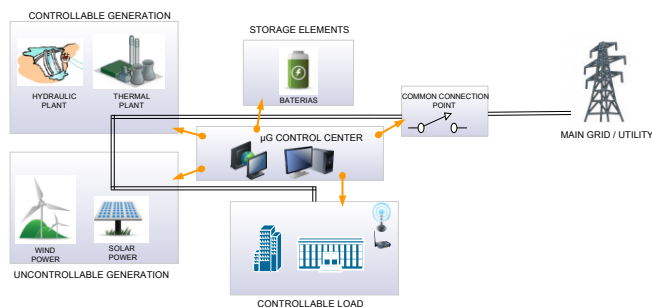 CONTROLLABLE GENERATION
HYDRAULIC
PLANT
THERMAL
PLANT
STORAGE ELEMENTS
BATERIAS
COMMON CONNECTION
POINT
MAIN GRID / UTILITY
µG CONTROL CENTER
WIND
POWER
SOLAR
POWER
UNCONTROLLABLE GENERATION
CONTROLLABLE LOAD